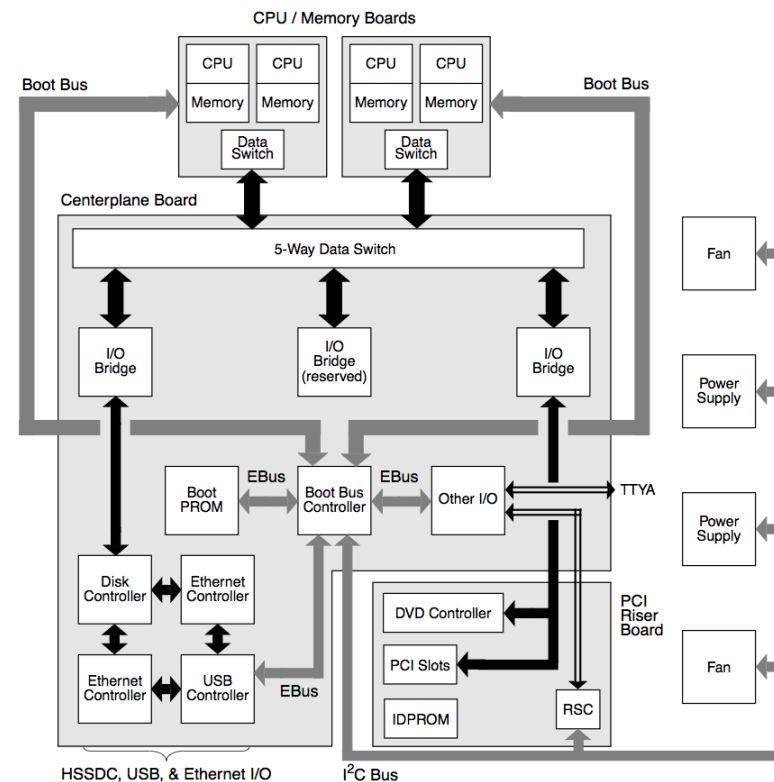 CPU / Memory Boards
Boot Bus
CPU
CPU
CPU
CPU
Boot Bus
Memory
Memory
Memory
Memory
Data
Switch
Data
Switch
Centerplane Board
5-Way Data Switch
Fan
I/O
Bridge
I/O
Bridge
(reserved)
I/O
Bridge
Power
Supply
Boot
PROM
EBus
Boot Bus
Controller
EBus
Other I/O
TTYA
Power
Supply
Disk
Controller
Ethernet
Controller
DVD Controller
PCI
Riser
Board
Ethernet
Controller
USB
Controller
EBus
PCI Slots
Fan
IDPROM
RSC
HSSDC, USB, & Ethernet I/O
I²C Bus